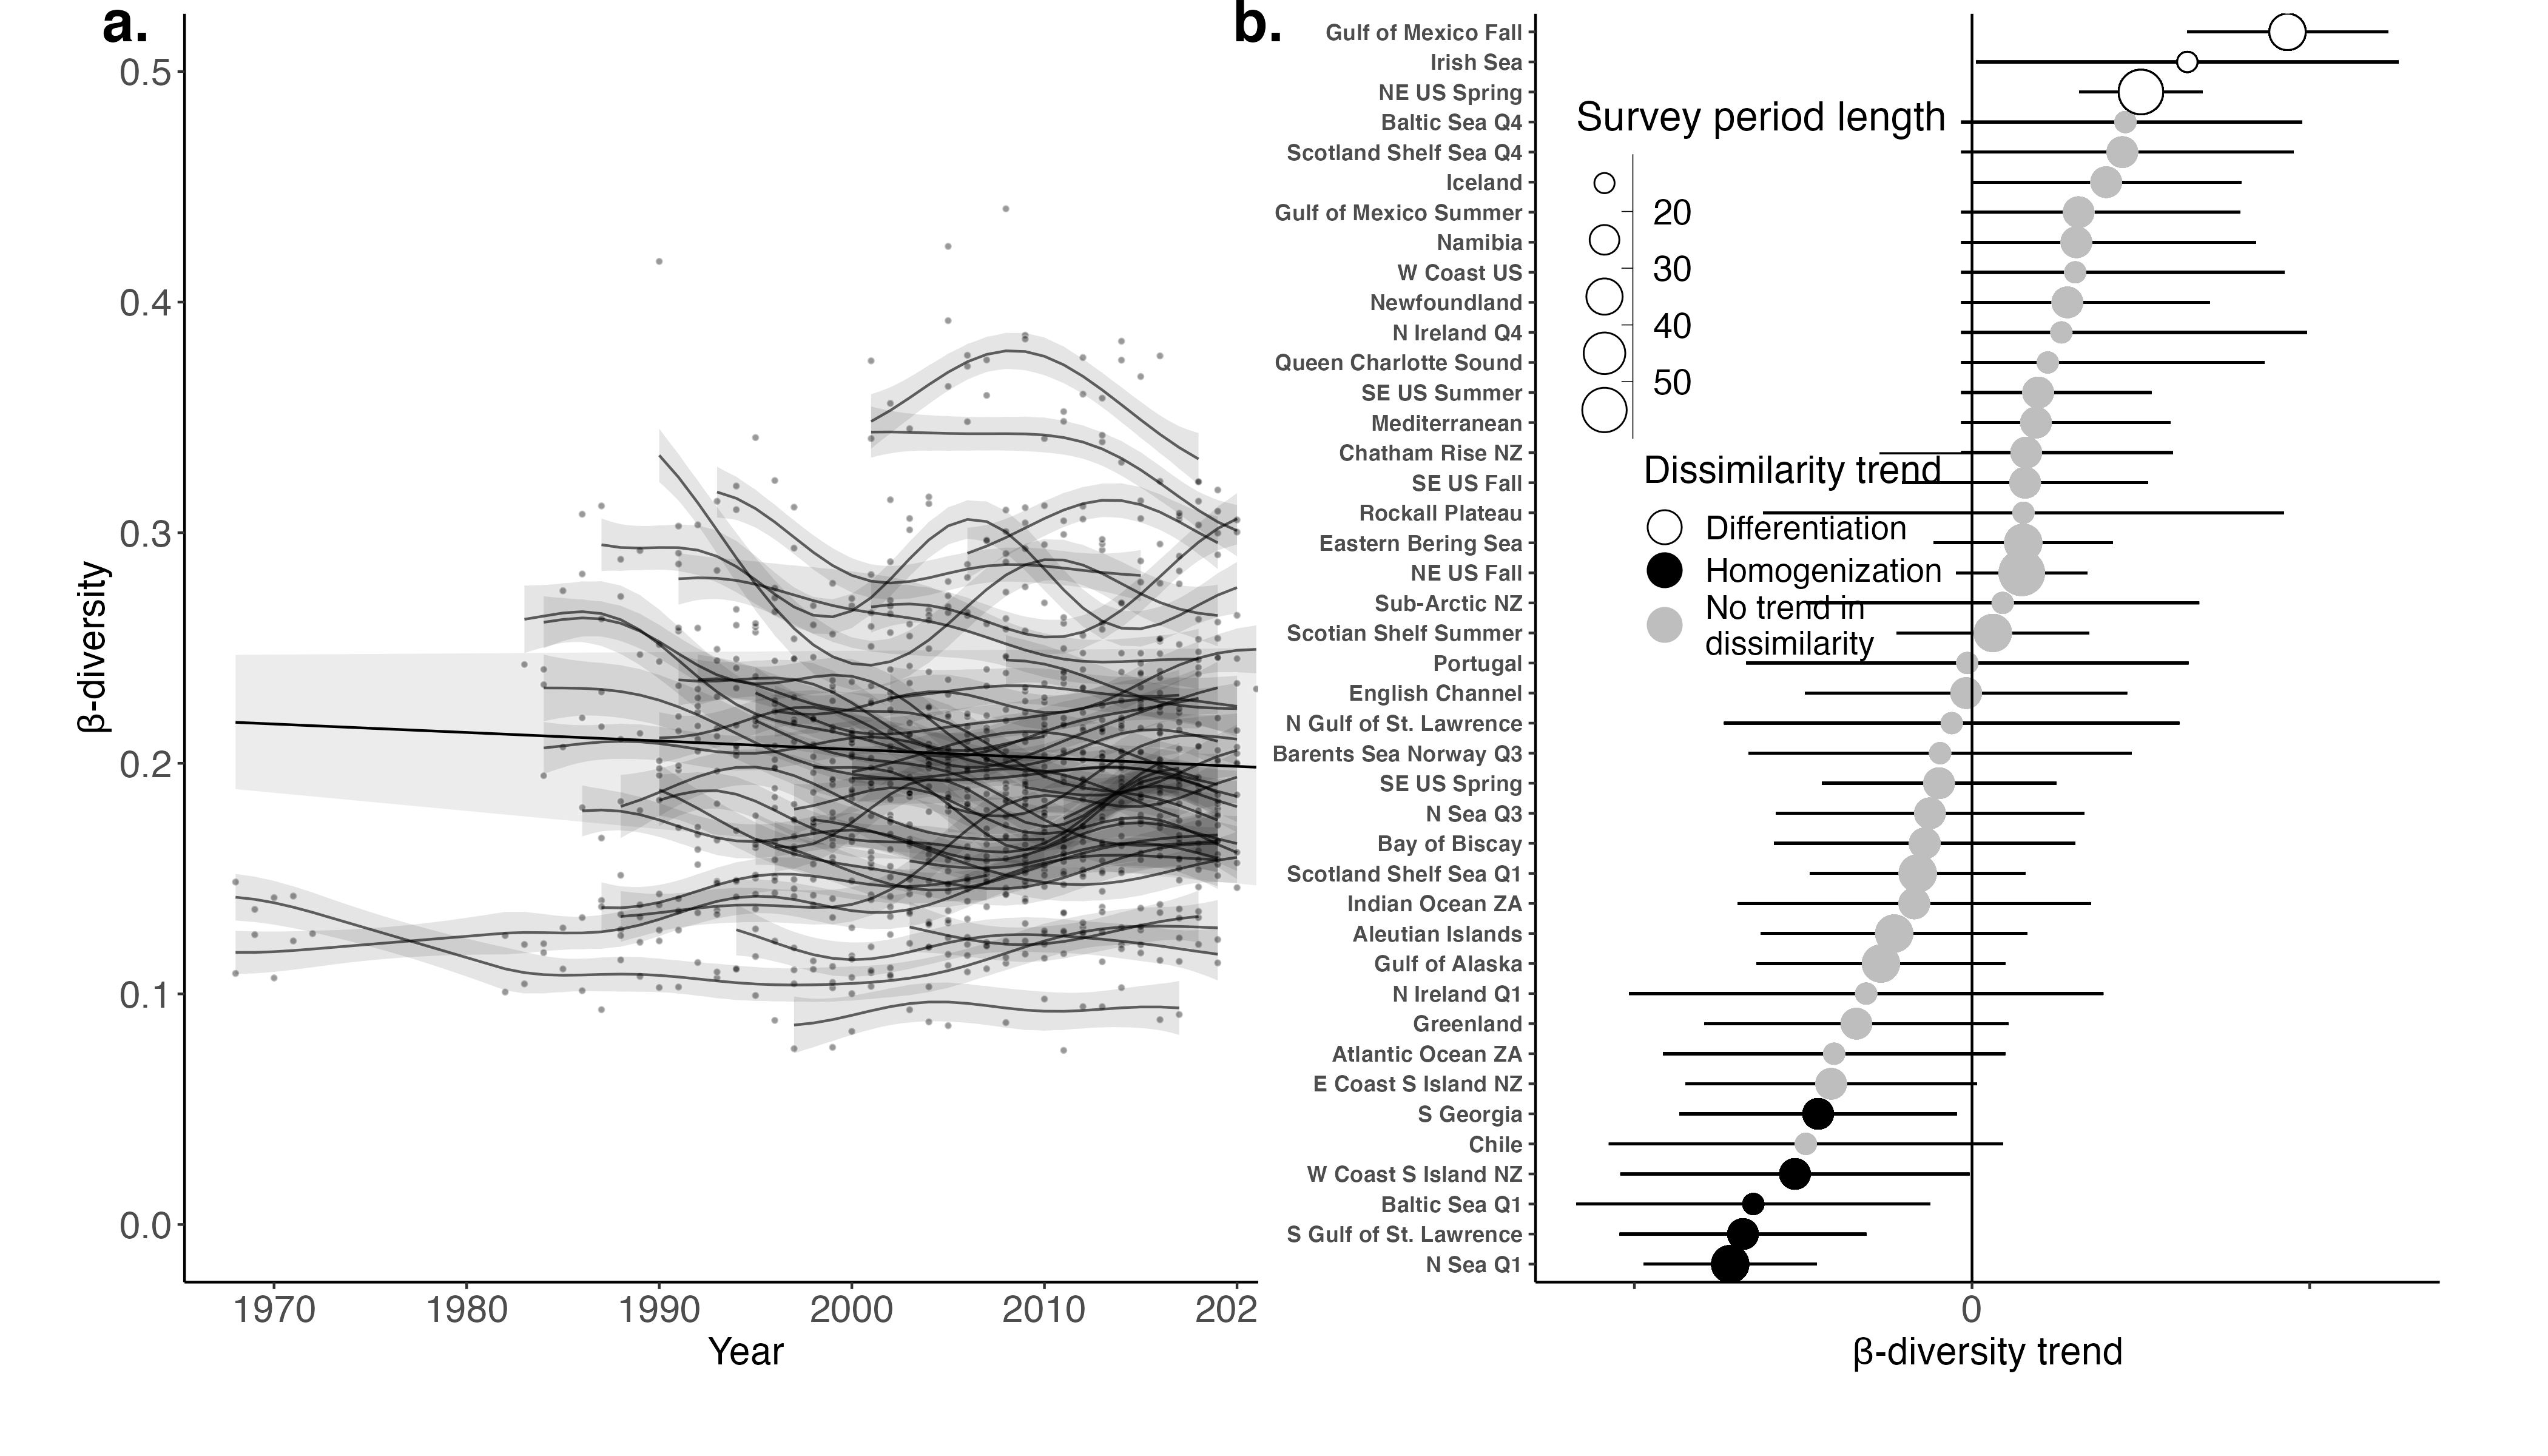 a.
0.5
0.4
0.3
0.2
0.1
0.0
β-diversity
1970 1980 1990 2000 2010 202
Year
b.
Gulf of Mexico Fall
Irish Sea
NE US Spring
Baltic Sea Q4
Scotland Shelf Sea Q4
Iceland
Gulf of Mexico Summer
Namibia
W Coast US
Newfoundland
N Ireland Q4
Queen Charlotte Sound
SE US Summer
Mediterranean
Chatham Rise NZ
SE US Fall
Rockall Plateau
Eastern Bering Sea
NE US Fall
Sub-Arctic NZ
Scotian Shelf Summer
Portugal
English Channel
N Gulf of St. Lawrence
Barents Sea Norway Q3
SE US Spring
N Sea Q3
Bay of Biscay
Scotland Shelf Sea Q1
Indian Ocean ZA
Aleutian Islands
Gulf of Alaska
N Ireland Q1
Greenland
Atlantic Ocean ZA
E Coast S Island NZ
S Georgia
Chile
W Coast S Island NZ
Baltic Sea Q1
S Gulf of St. Lawrence
N Sea Q1
Survey period length
20
30
40
50
Dissimilarity trend
Differentiation
Homogenization
No trend in
dissimilarity
0
β-diversity trend